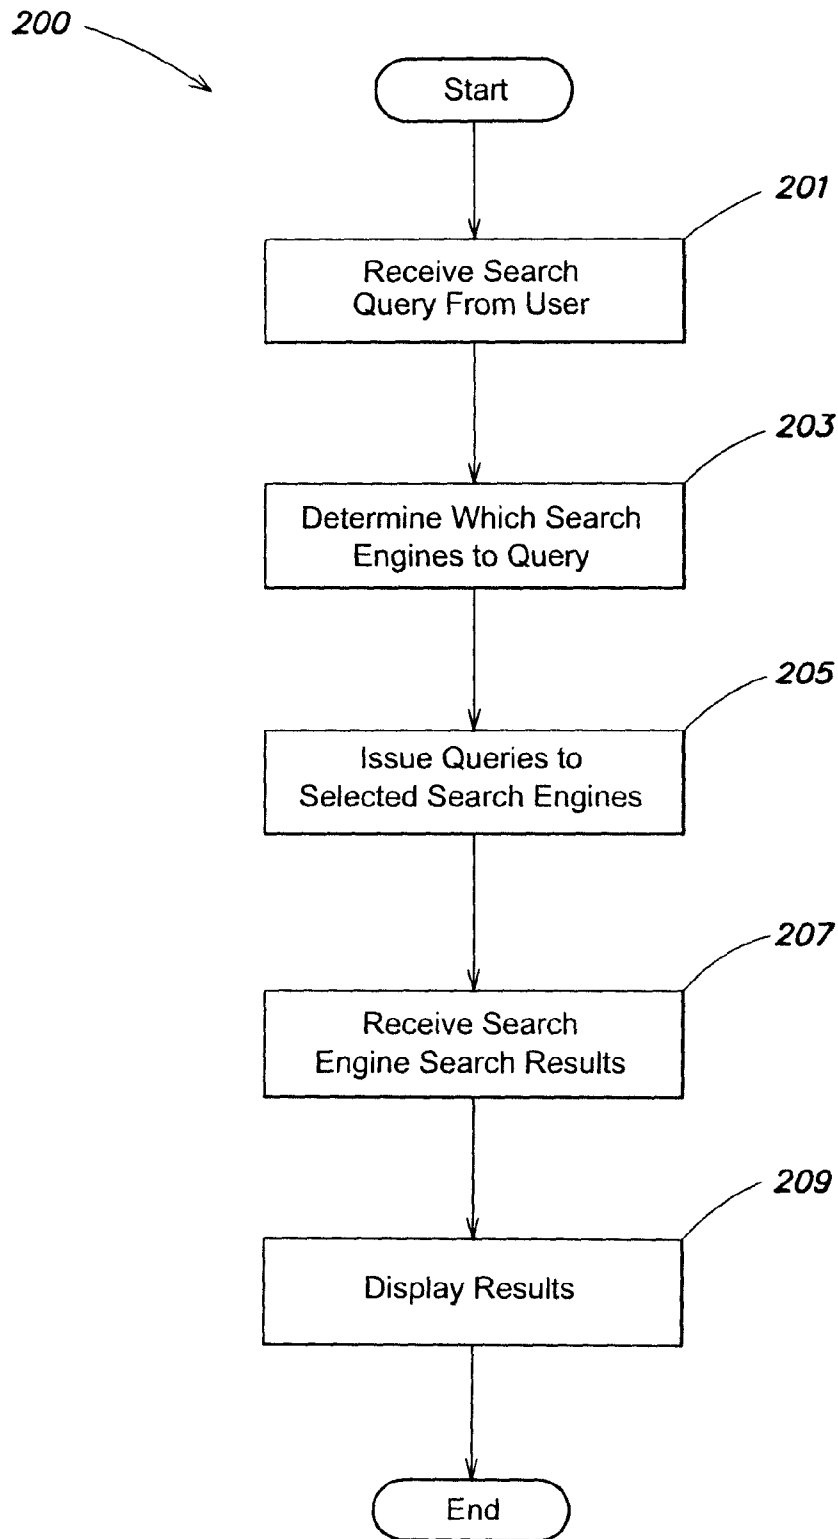 200
Start
201
Receive Search
Query From User
203
Determine Which Search
Engines to Query
205
Issue Queries to
Selected Search Engines
207
Receive Search
Engine Search Results
209
Display Results
End